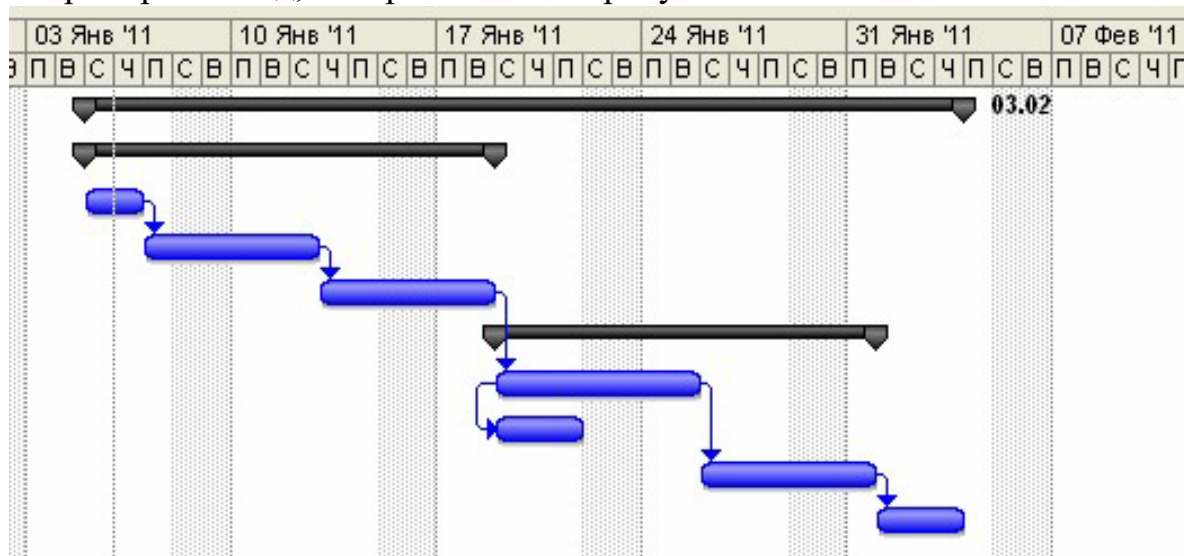 03 Янв '11 10 Янв '11 17 Янв '11 24 Янв '11 31 Янв '11 07 Фев '11
П В С Ч П С В П В С Ч П С В П В С Ч П С В П В С Ч П С В П В С Ч П С В П В С Ч П
03.02